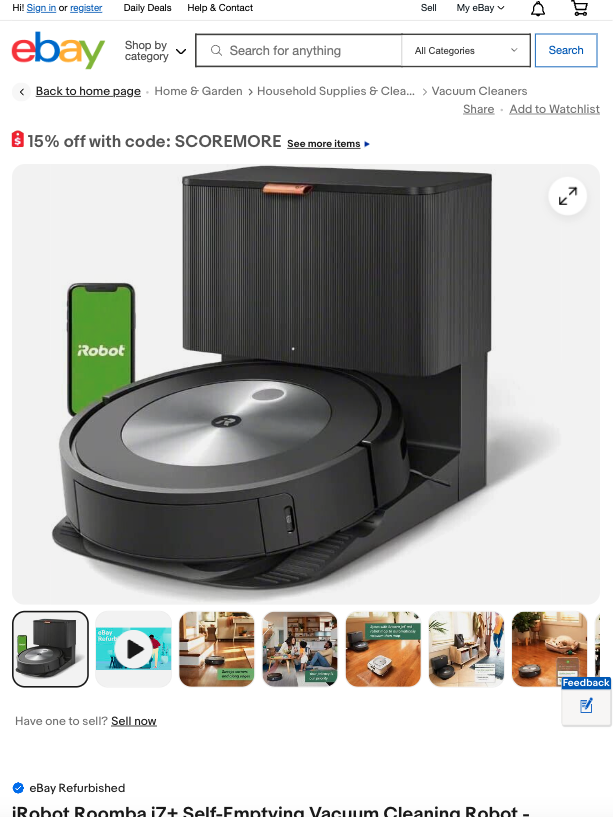 Hi! Sign in or register Daily Deals Help & Contact Sell My eBay
ebay
Shop by
category
Search for anything
All Categories
Search
Back to home page
Home & Garden
Household Supplies & Clea...
Vacuum Cleaners
Share
Add to Watchlist
15% off with code: SCOREMORE See more items
iRobot
eBay
Feedback
Have one to sell? Sell now
eBay Refurbished
iRobot Roomba j7+ Self-Emptying Vacuum Cleaning Robot -